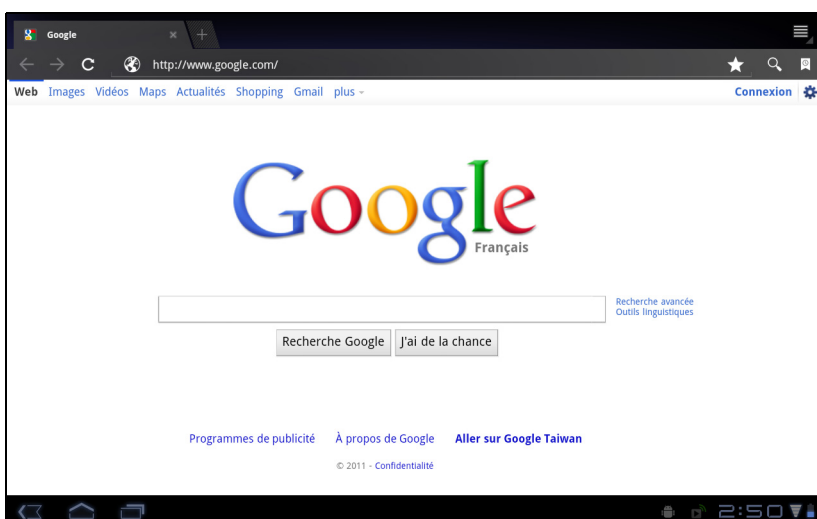 Google
http://www.google.com/
Web Images Vidéos Maps Actualités Shopping Gmail plus Connexion
Google
Français
Recherche avancée
Outils linguistiques
Recherche Google J'ai de la chance
Programmes de publicité À propos de Google Aller sur Google Taiwan
© 2011 - Confidentialité
2:50